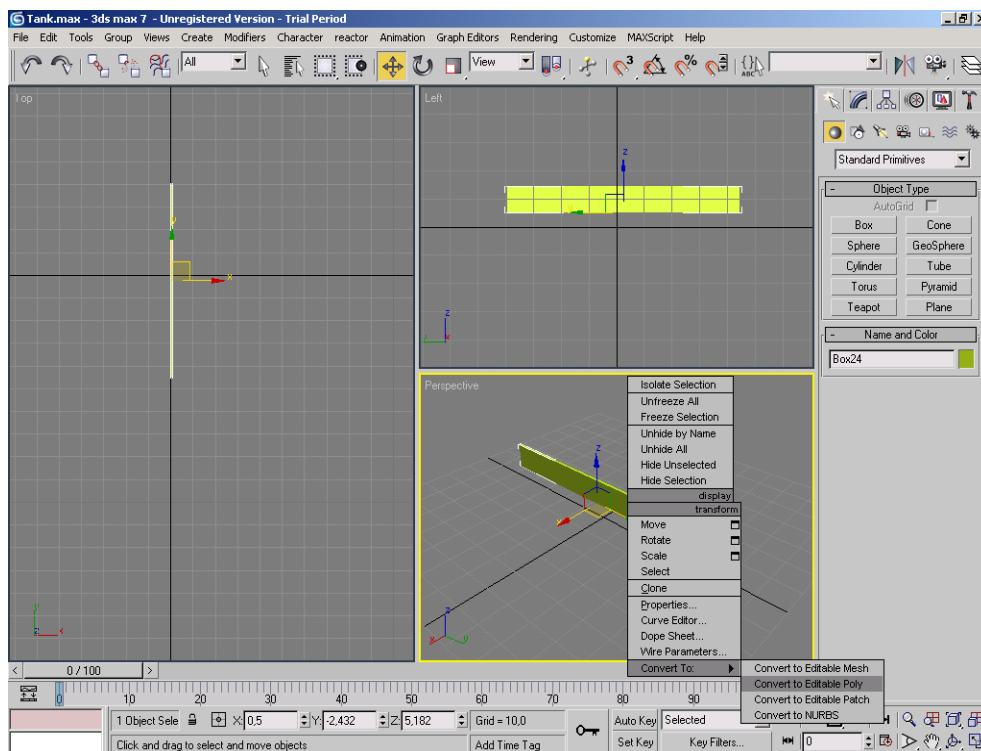 Tank.max - 3ds max 7 - Unregistered Version - Trial Period
File Edit Tools Group Views Create Modifiers Character reactor Animation Graph Editors Rendering Customize MAXScript Help
All
View
3
%
ABC
Top
Left
z
y
x
z
y
x
Standard Primitives
- Object Type
AutoGrid
Box Cone
Sphere GeoSphere
Cylinder Tube
Torus Pyramid
Teapot Plane
- Name and Color
Box24
Perspective
z
Isolate Selection
Unfreeze All
Freeze Selection
Unhide by Name
Unhide All
Hide Unselected
Hide Selection
display
transform
Move
Rotate
Scale
Select
Clone
Properties...
Curve Editor...
Dope Sheet...
Wire Parameters...
Convert To:
Convert to Editable Mesh
Convert to Editable Poly
Convert to Editable Patch
Convert to NURBS
y
z x
z
x y
< 0 / 100 >
0 10 20 30 40 50 60 70 80 90
1 Object Sele X: 0,5 Y: -2,432 Z: 5,182 Grid = 10,0
Auto Key Selected
Click and drag to select and move objects Add Time Tag
Set Key Key Filters... 0